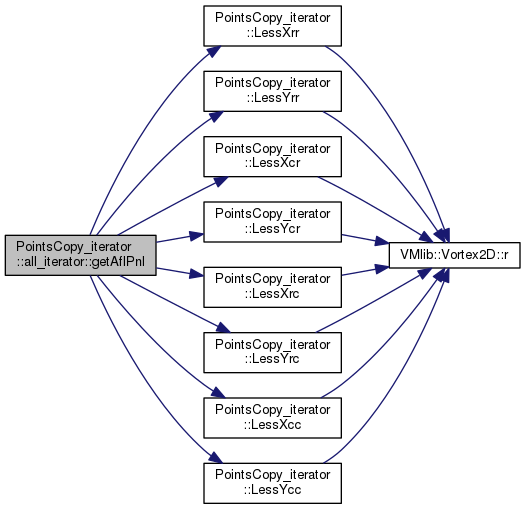 PointsCopy_iterator
::all_iterator::getAflPnl
PointsCopy_iterator
::LessXrr
PointsCopy_iterator
::LessYrr
PointsCopy_iterator
::LessXcr
PointsCopy_iterator
::LessYcr
PointsCopy_iterator
::LessXrc
PointsCopy_iterator
::LessYrc
PointsCopy_iterator
::LessXcc
PointsCopy_iterator
::LessYcc
VMlib::Vortex2D::r